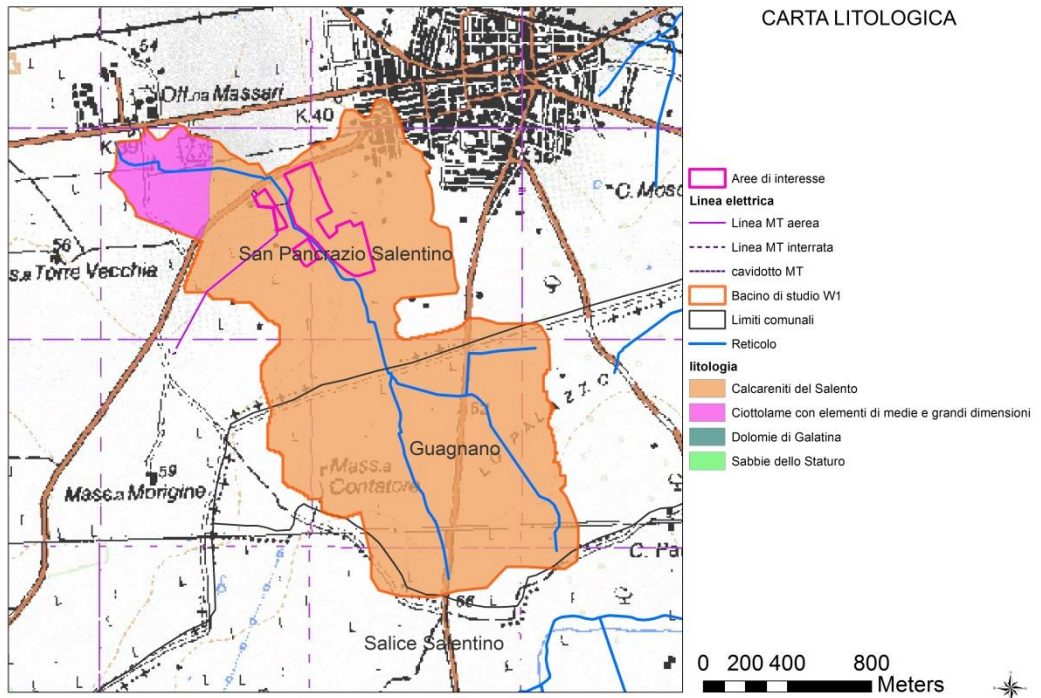 CARTA LITOLOGICA
S
54
Off.na Massari
K.40
K.39
C. Mosc
56
s.a Torre Vecchia
San Pancrazio Salentino
62
Guagnano
Mass.a
Contatore
59
Mass.a Morigine
66
Salice Salentino
Aree di interesse
Linea elettrica
Linea MT aerea
Linea MT interrata
cavidotto MT
Bacino di studio W1
Limiti comunali
Reticolo
litologia
Calcareniti del Salento
Ciottolame con elementi di medie e grandi dimensioni
Dolomie di Galatina
Sabbie dello Staturo
0 200 400 800
Meters